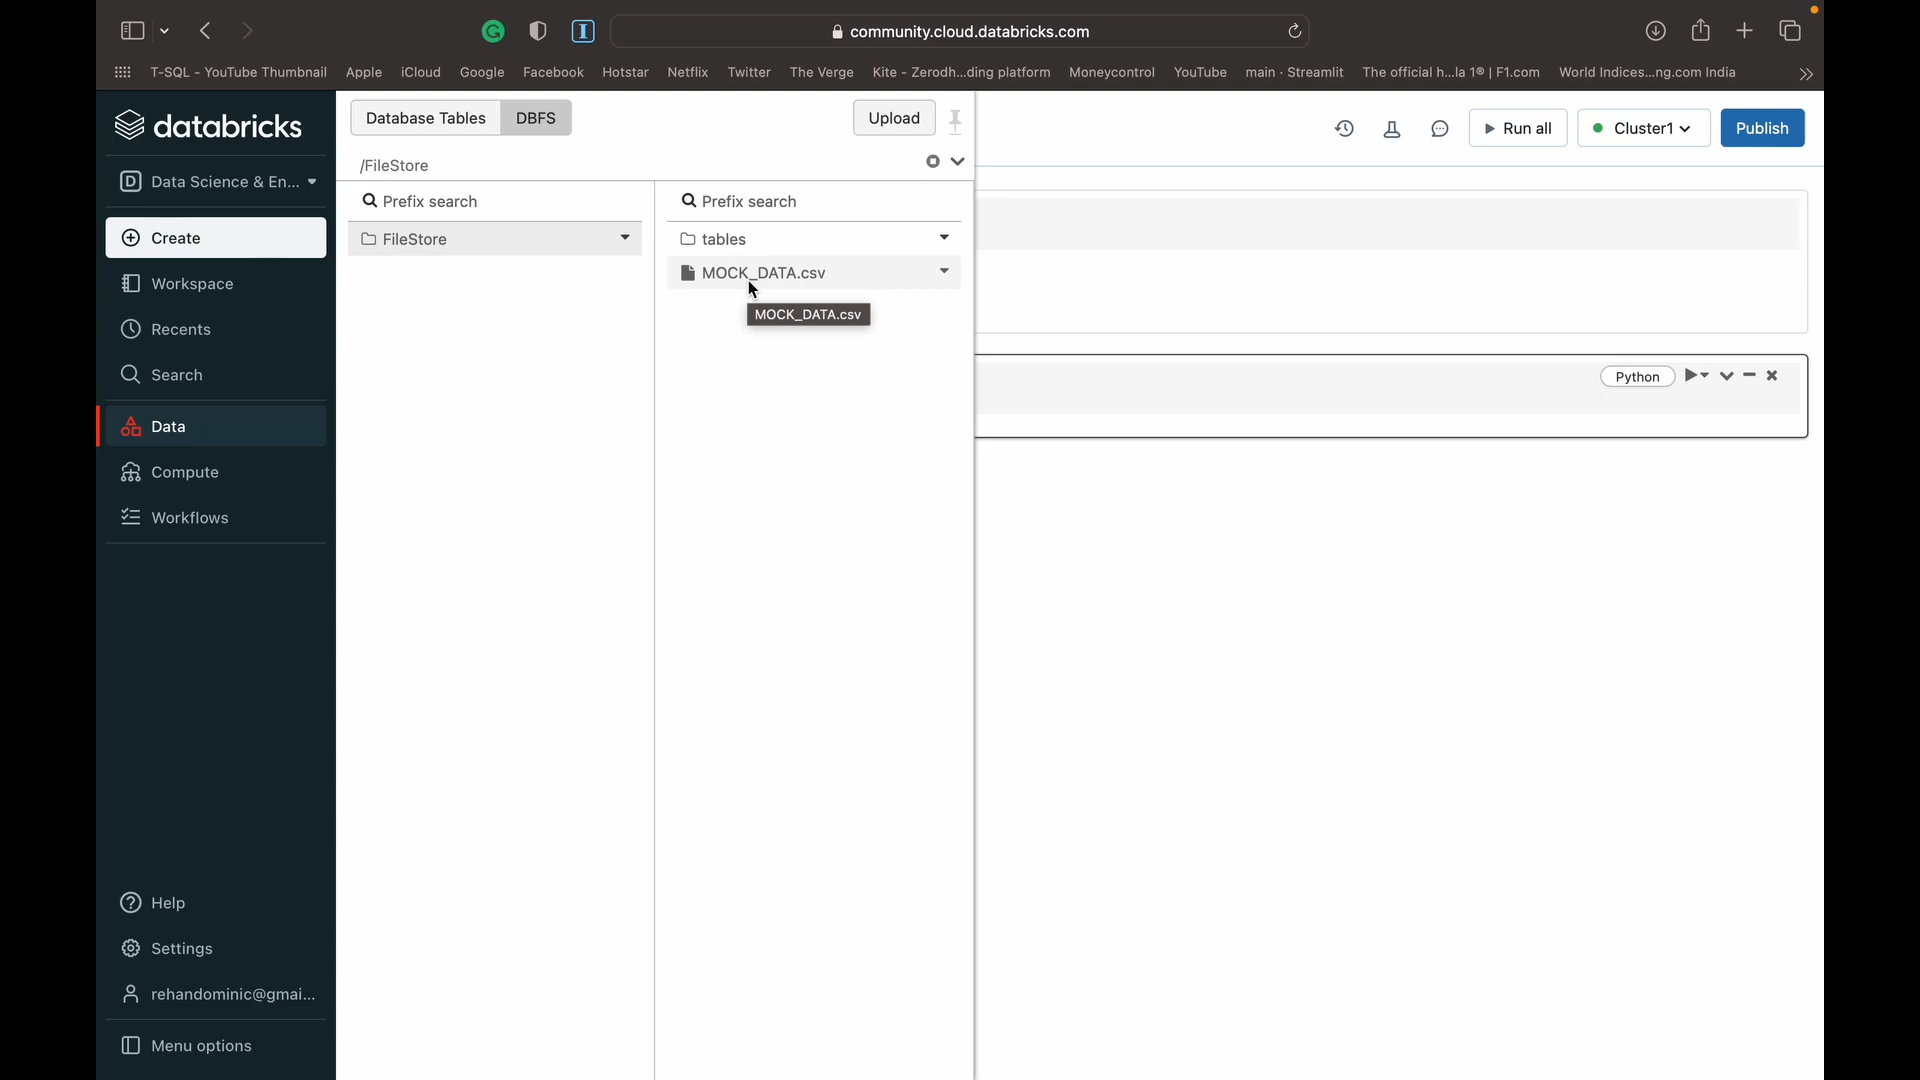 community.cloud.databricks.com
T-SQL - YouTube Thumbnail Apple iCloud Google Facebook Hotstar Netflix Twitter The Verge Kite - Zerodh...ding platform Moneycontrol YouTube main · Streamlit The official h...la 1® | F1.com World Indices...ng.com India
databricks
Database Tables DBFS Upload
Run all Cluster1 Publish
/FileStore
D Data Science & En...
Prefix search Prefix search
Create
FileStore tables
MOCK_DATA.csv
Workspace
MOCK_DATA.csv
Recents
Search
Python
Data
Compute
Workflows
Help
Settings
rehandominic@gmai...
Menu options